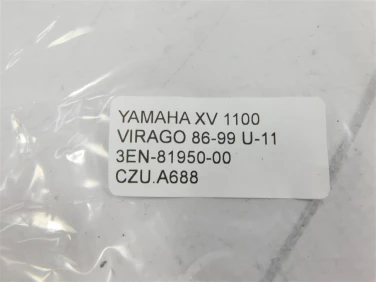 YAMAHA XV 1100
VIRAGO 86-99 U-11
3EN-81950-00
CZU.A688